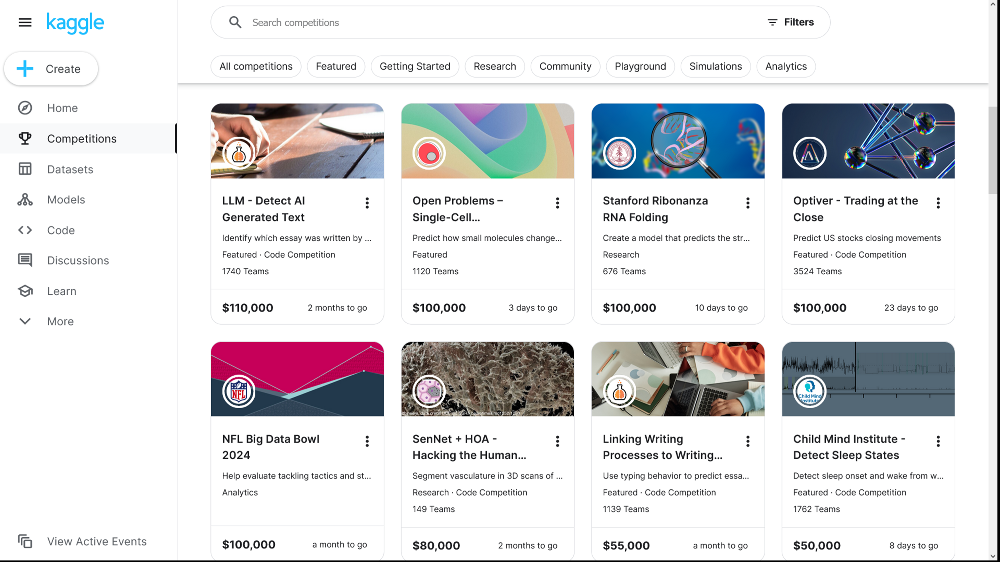 kaggle
Search competitions
Filters
Create
All competitions
Featured
Getting Started
Research
Community
Playground
Simulations
Analytics
Home
Competitions
Datasets
Models
Code
Discussions
Learn
More
View Active Events
LLM - Detect AI
Generated Text
Identify which essay was written by ...
Featured · Code Competition
1740 Teams
$110,000
2 months to go
Open Problems –
Single-Cell...
Predict how small molecules change...
Featured
1120 Teams
$100,000
3 days to go
Stanford Ribonanza
RNA Folding
Create a model that predicts the str...
Research
676 Teams
$100,000
10 days to go
Optiver - Trading at the
Close
Predict US stocks closing movements
Featured · Code Competition
3524 Teams
$100,000
23 days to go
NFL
NFL Big Data Bowl
2024
Help evaluate tackling tactics and st...
Analytics
$100,000
a month to go
data credit UCL led ESRF beamtimes md1252/1290
SenNet + HOA -
Hacking the Human...
Segment vasculature in 3D scans of ...
Research · Code Competition
149 Teams
$80,000
2 months to go
Linking Writing
Processes to Writing...
Use typing behavior to predict essa...
Featured · Code Competition
1139 Teams
$55,000
a month to go
Child Mind
Institute
Child Mind Institute -
Detect Sleep States
Detect sleep onset and wake from w...
Featured · Code Competition
1762 Teams
$50,000
8 days to go